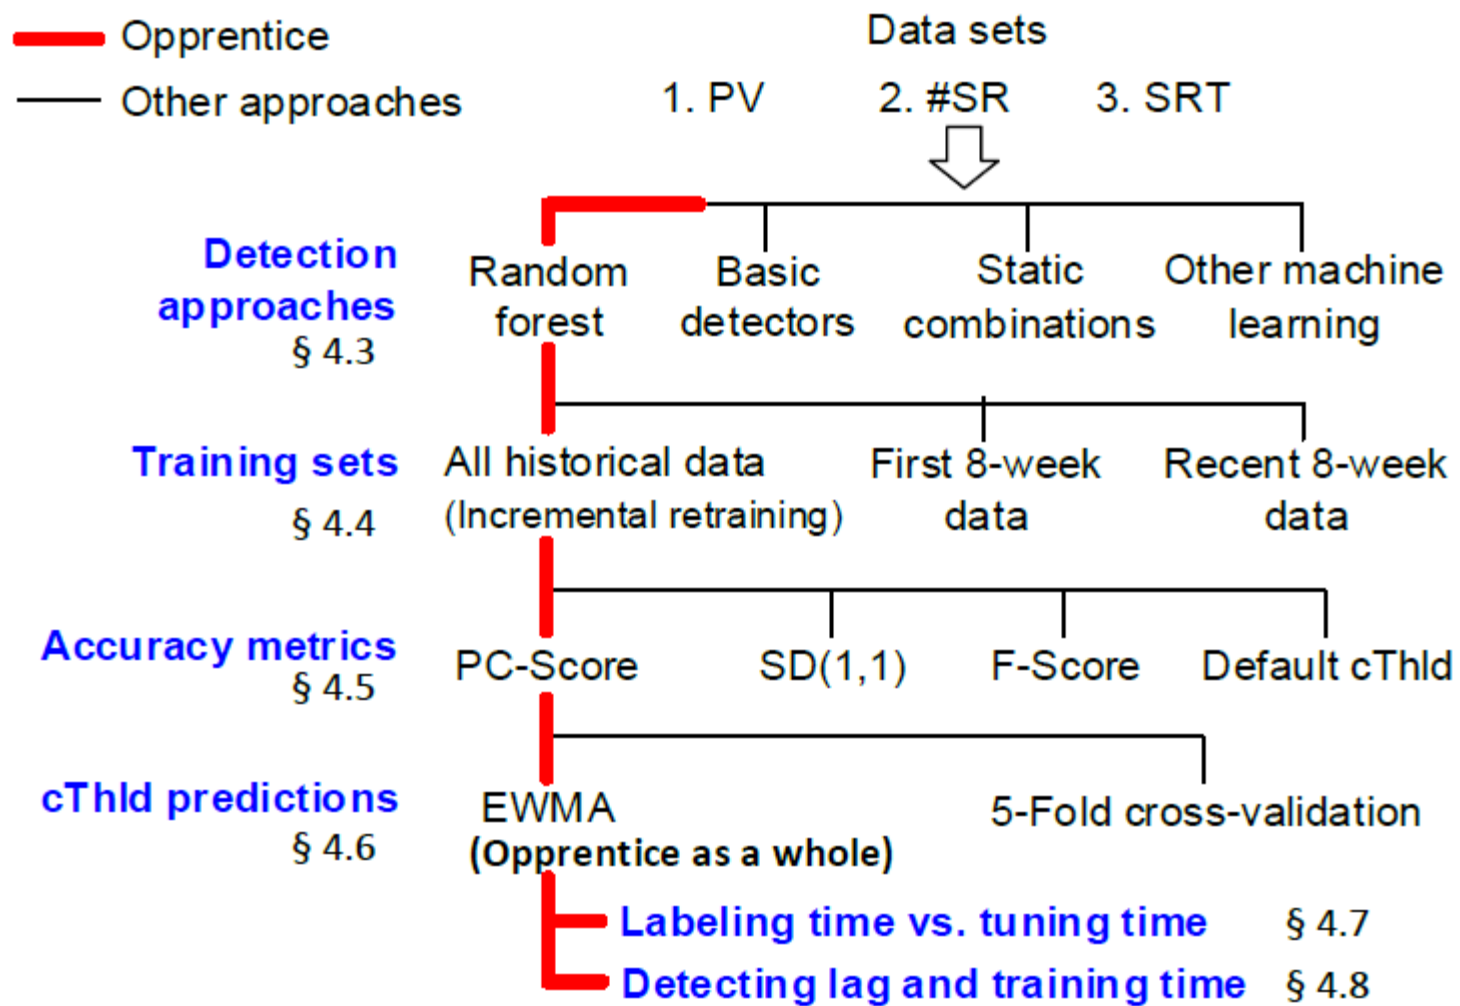 Opprentice
Other approaches
Data sets
1. PV 2. #SR 3. SRT
Detection
approaches
§ 4.3
Random
forest
Basic
detectors
Static
combinations
Other machine
learning
Training sets
§ 4.4
All historical data
(Incremental retraining)
First 8-week
data
Recent 8-week
data
Accuracy metrics
§ 4.5
PC-Score
SD(1,1)
F-Score
Default cThld
cThld predictions
§ 4.6
EWMA
(Opprentice as a whole)
5-Fold cross-validation
Labeling time vs. tuning time § 4.7
Detecting lag and training time § 4.8